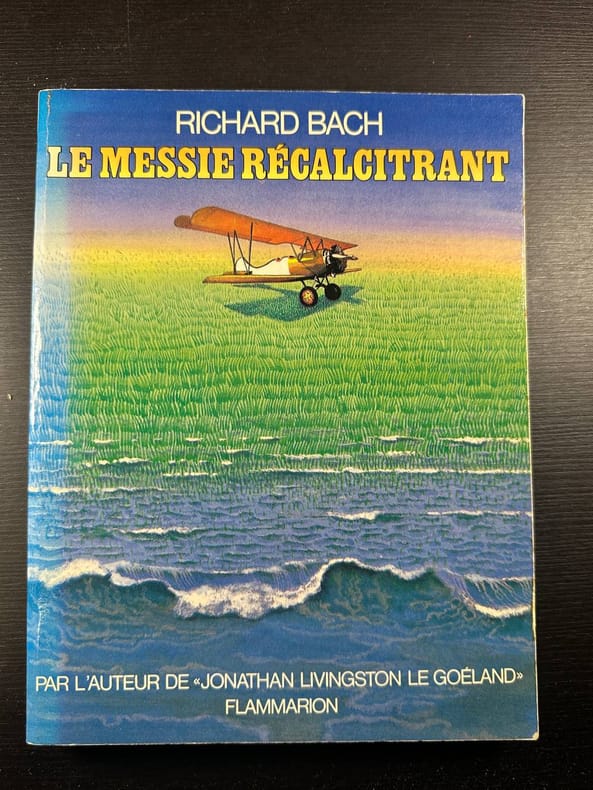 RICHARD BACH
LE MESSIE RÉCALCITRANT
PAR L'AUTEUR DE «JONATHAN LIVINGSTON LE GOÉLAND»
FLAMMARION